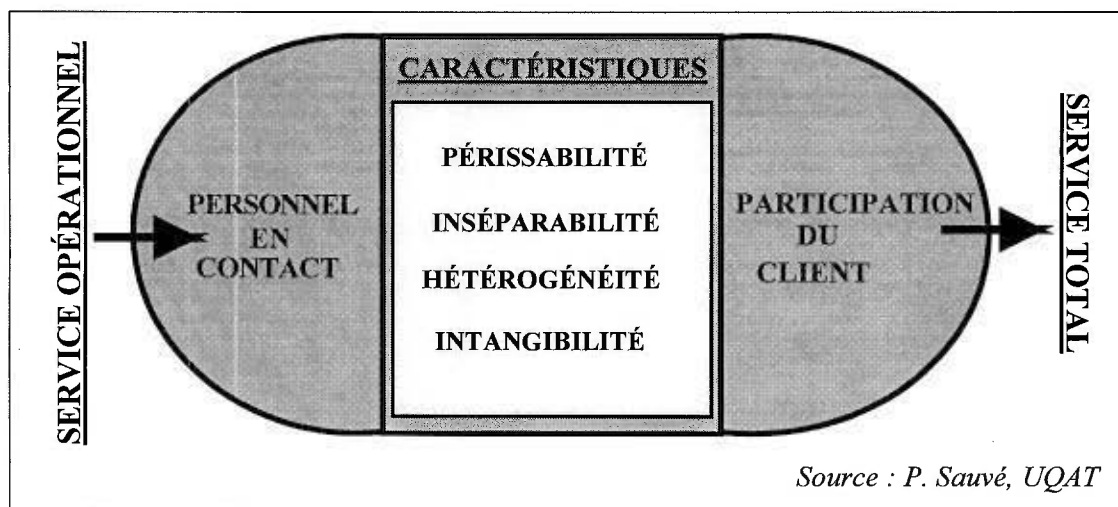 SERVICE OPÉRATIONNEL
PERSONNEL
EN
CONTACT
CARACTÉRISTIQUES
PÉRISSABILITÉ
INSÉPARABILITÉ
HÉTÉROGÉNÉITÉ
INTANGIBILITÉ
PARTICIPATION
DU
CLIENT
SERVICE TOTAL
Source : P. Sauvé, UQAT